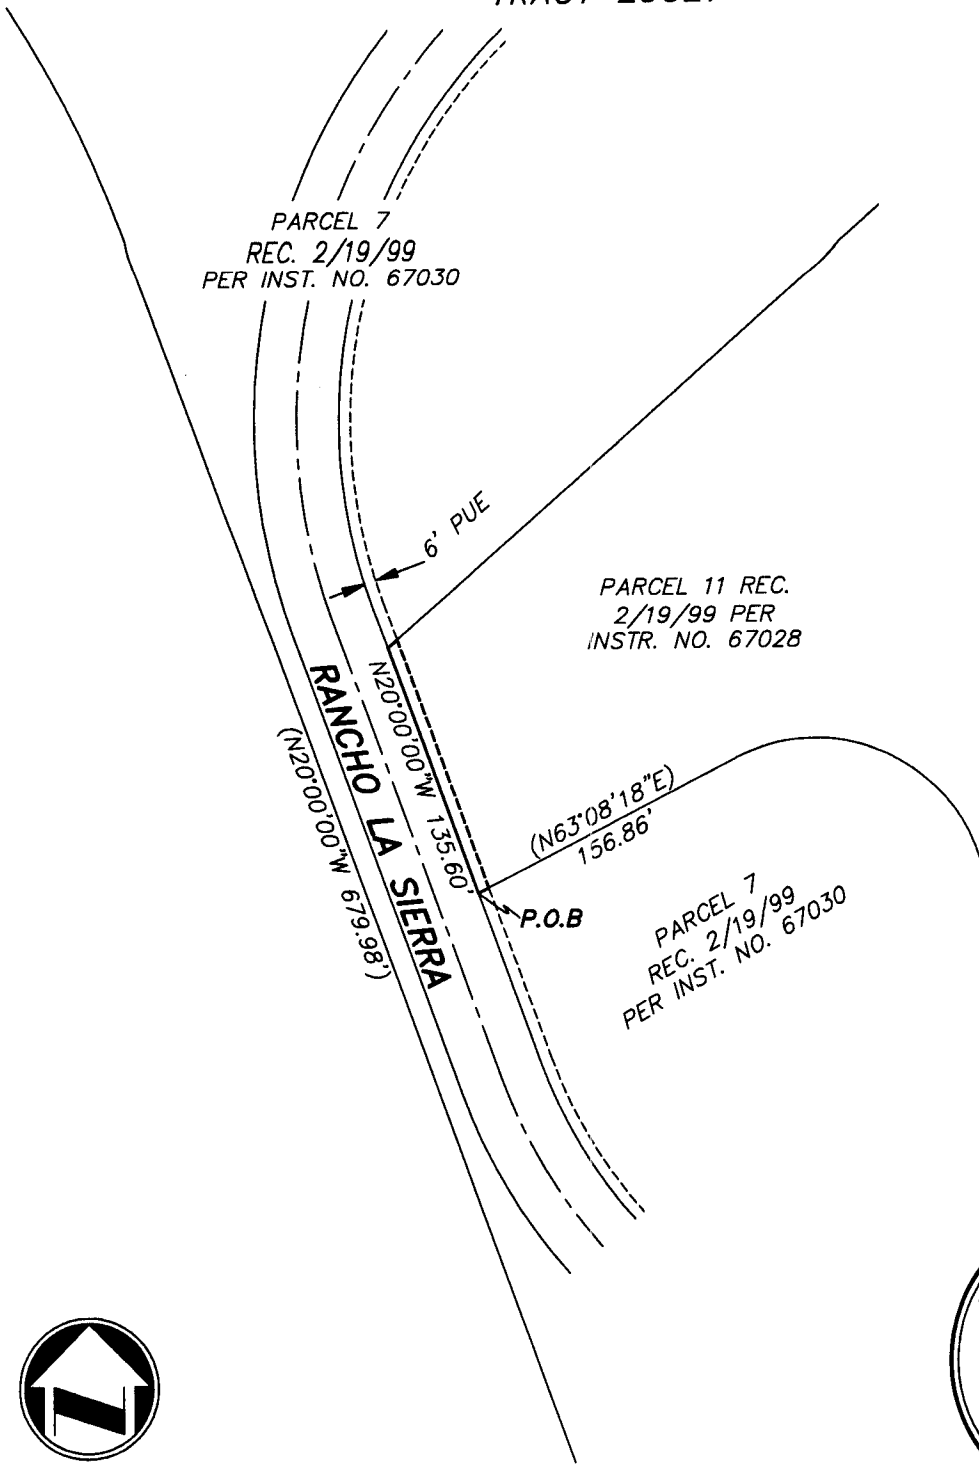 PARCEL 7
REC. 2/19/99
PER INST. NO. 67030
6' PUE
PARCEL 11 REC.
2/19/99 PER
INSTR. NO. 67028
N20°00'00"W 135.60'
RANCHO LA SIERRA
(N20°00'00"W 679.98')
(N63°08'18"E)
156.86'
P.O.B
PARCEL 7
REC. 2/19/99
PER INST. NO. 67030